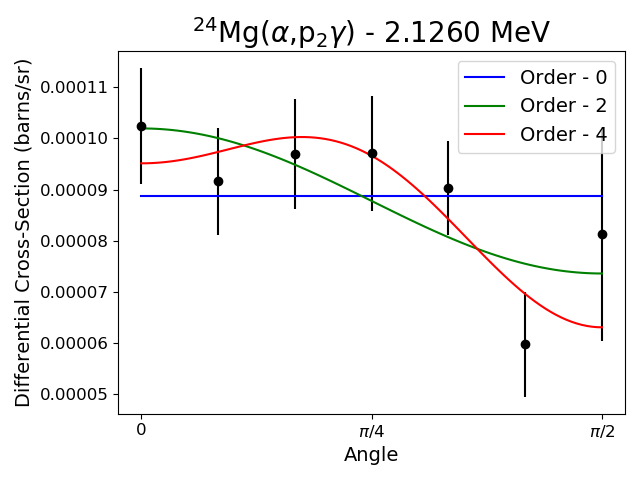 ²⁴Mg(α,p₂γ) - 2.1260 MeV
Order - 0
Order - 2
Order - 4
Differential Cross-Section (barns/sr)
0.00011
0.00010
0.00009
0.00008
0.00007
0.00006
0.00005
0
π/4
π/2
Angle